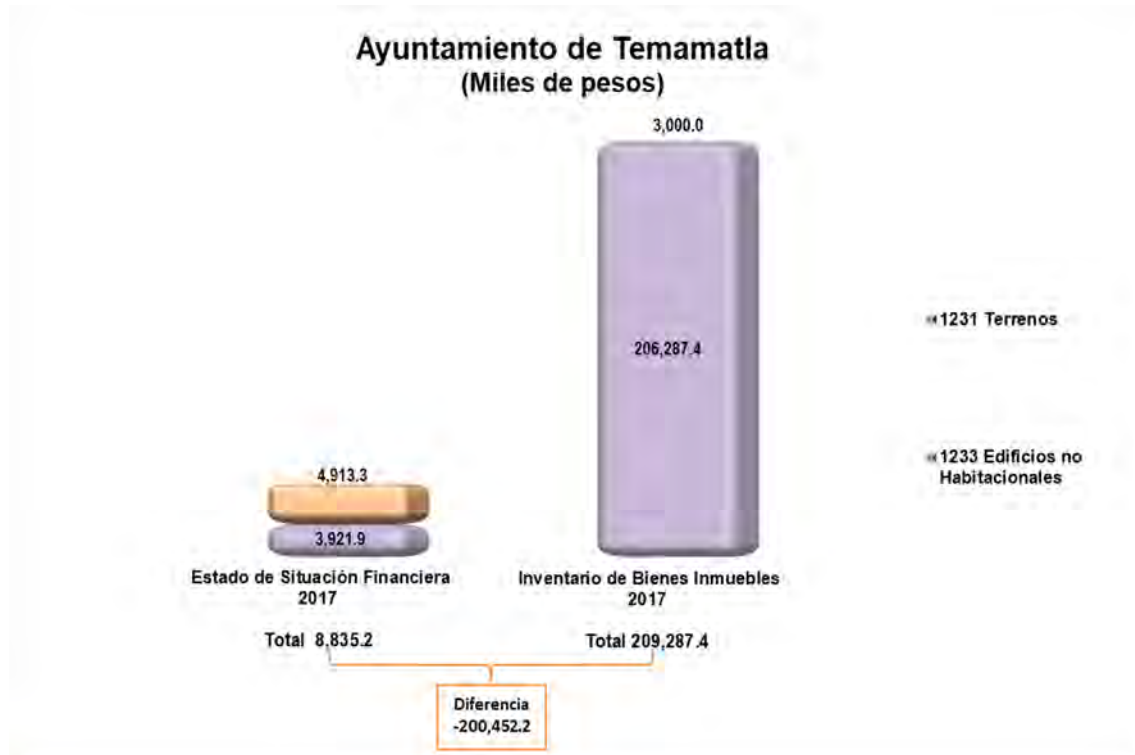 Ayuntamiento de Temamatla
(Miles de pesos)
3,000.0
206,287.4
1231 Terrenos
1233 Edificios no
Habitacionales
4,913.3
3,921.9
Estado de Situación Financiera
2017
Inventario de Bienes Inmuebles
2017
Total 8,835.2
Total 209,287.4
Diferencia
-200,452.2